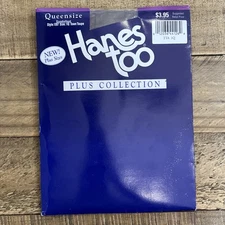 Queensize
$3.95
NEW!
Plus Sizes
Hanes
too
PLUS COLLECTION